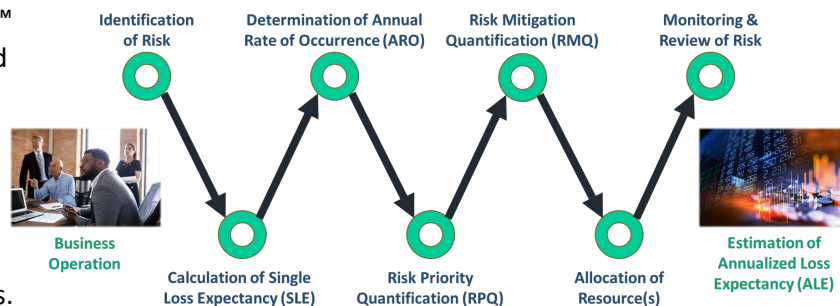 ™
d
s.
Identification
of Risk
Determination of Annual
Rate of Occurrence (ARO)
Risk Mitigation
Quantification (RMQ)
Monitoring &
Review of Risk
Business
Operation
Calculation of Single
Loss Expectancy (SLE)
Risk Priority
Quantification (RPQ)
Allocation of
Resource(s)
Estimation of
Annualized Loss
Expectancy (ALE)